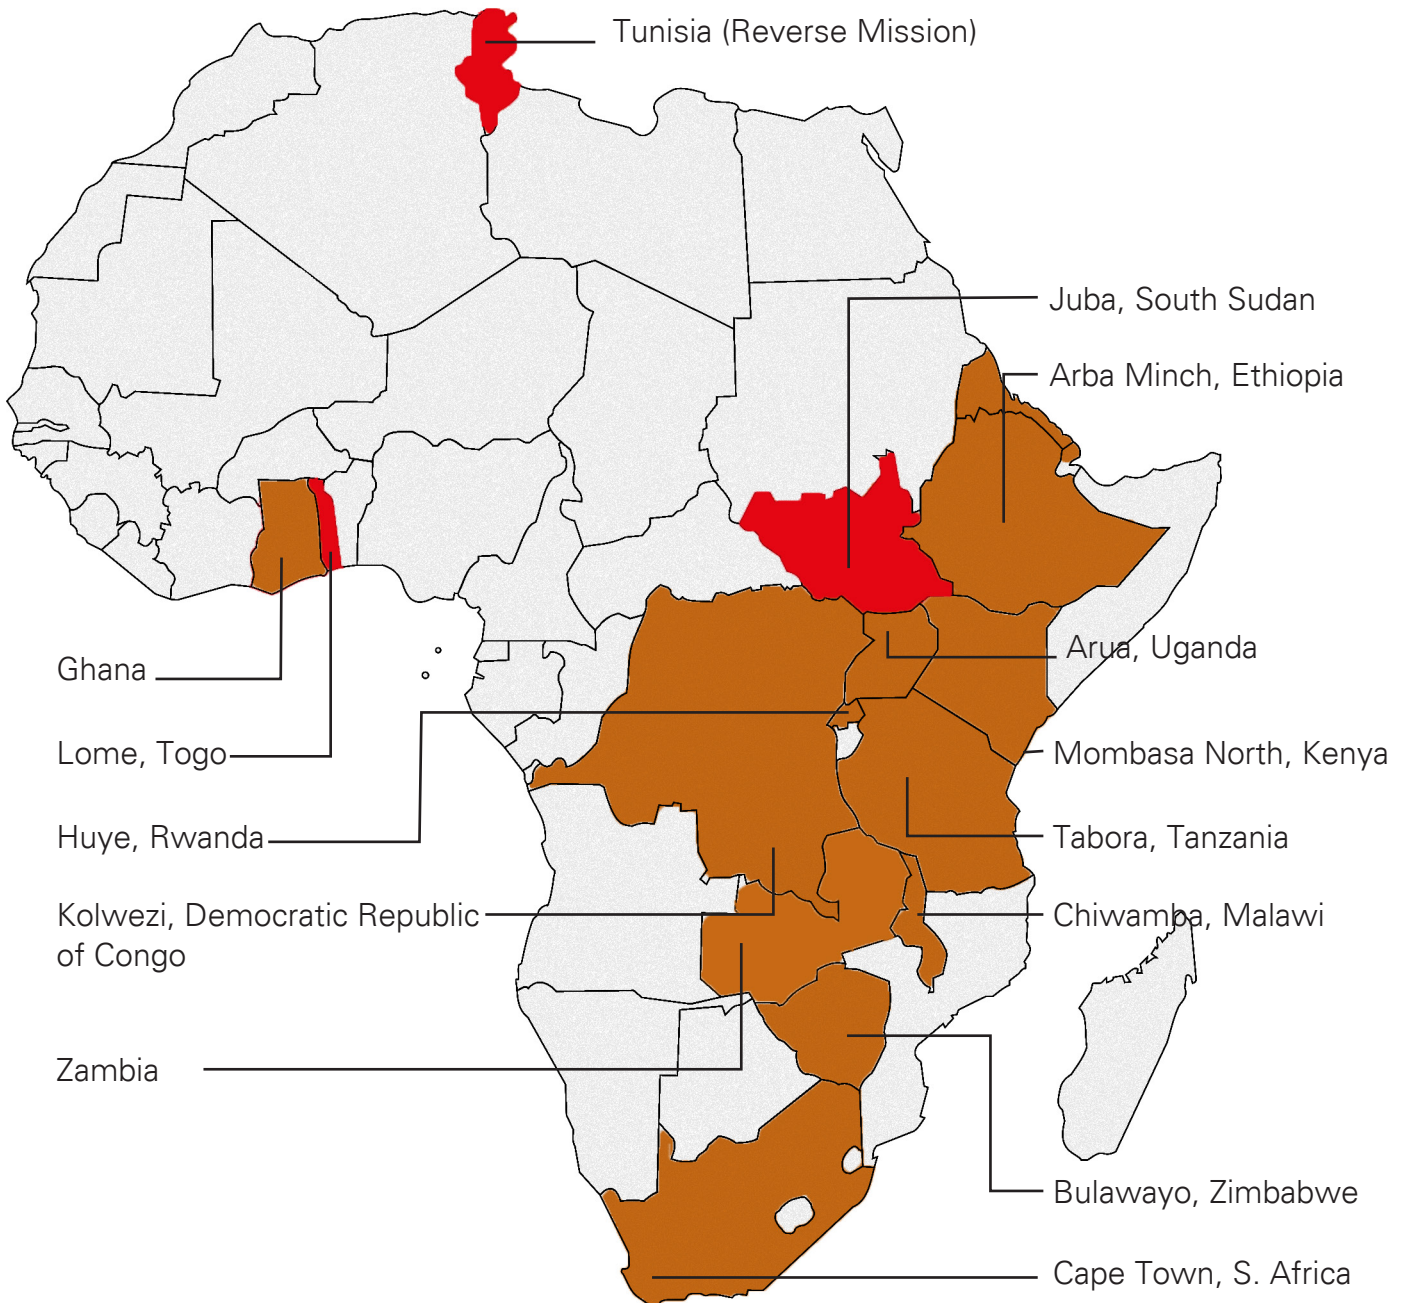 Tunisia (Reverse Mission)
Juba, South Sudan
Arba Minch, Ethiopia
Arua, Uganda
Ghana
Lome, Togo
Mombasa North, Kenya
Huye, Rwanda
Tabora, Tanzania
Kolwezi, Democratic Republic
of Congo
Chiwamba, Malawi
Zambia
Bulawayo, Zimbabwe
Cape Town, S. Africa